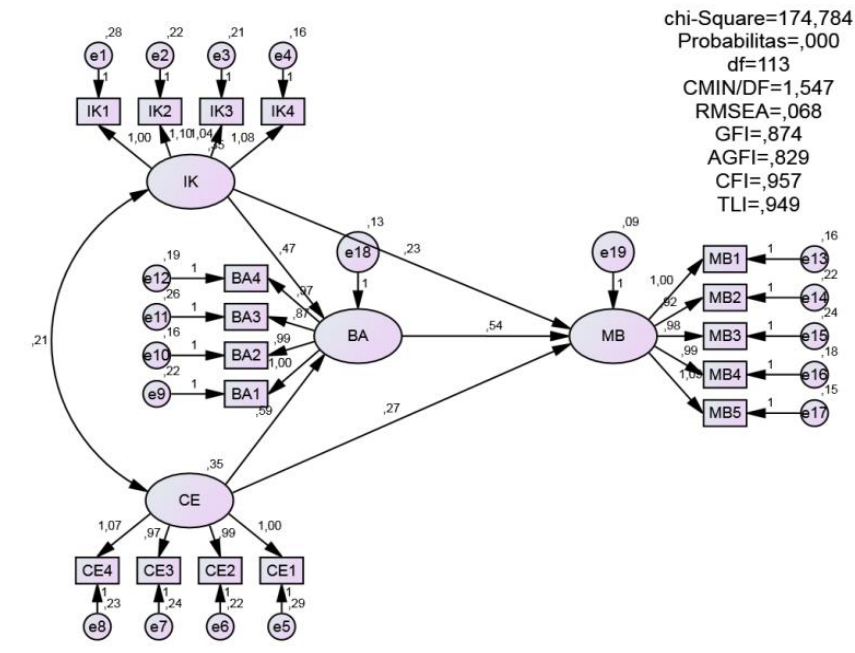 chi-Square=174,784
Probabilitas=,000
df=113
CMIN/DF=1,547
RMSEA=,068
GFI=,874
AGFI=,829
CFI=,957
TLI=,949
,28 ,22 ,21 ,16
e1 e2 e3 e4
1 1 1 1
IK1 IK2 IK3 IK4
1,00 1,10 1,04 1,08
IK
,47 ,23
,13
e18
1
,09
e19
1
,19
e12 1 BA4 ,97
,26
e11 1 BA3 ,87
,16
e10 1 BA2 ,99
,22
e9 1 BA1 1,00
BA
,54
MB
,16
1,00 MB1 1 e13
,22
,92 MB2 1 e14
,24
,98 MB3 1 e15
,18
,99 MB4 1 e16
,15
MB5 1 e17
,21
,59
,27
,35
CE
1,07 ,97 ,99 1,00
CE4 CE3 CE2 CE1
1 1 1 1
,23 ,24 ,22 ,29
e8 e7 e6 e5